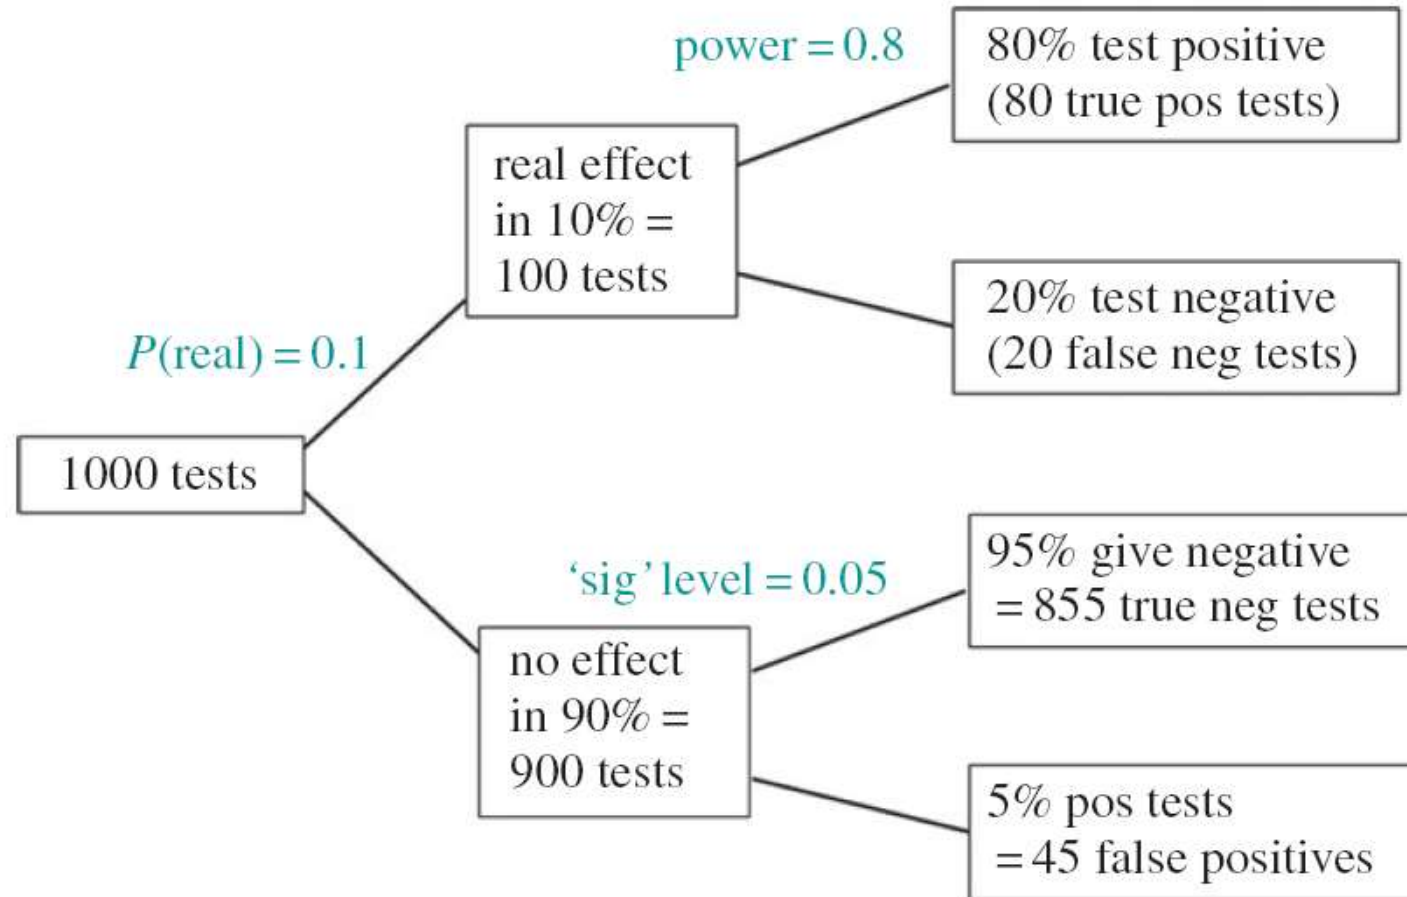 power = 0.8
80% test positive
(80 true pos tests)
real effect
in 10% =
100 tests
20% test negative
(20 false neg tests)
P(real) = 0.1
1000 tests
‘sig’ level = 0.05
95% give negative
= 855 true neg tests
no effect
in 90% =
900 tests
5% pos tests
= 45 false positives